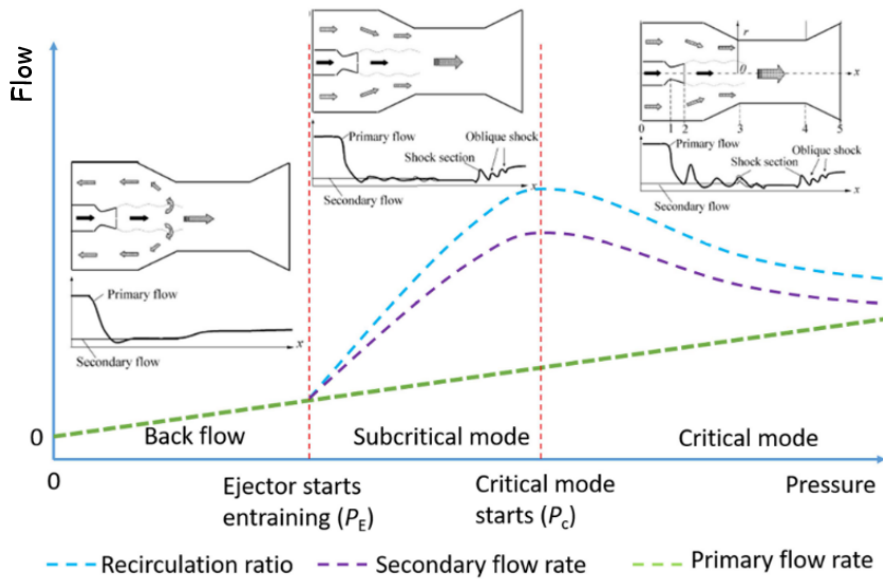 Flow
r
0
x
0
1
2
3
4
5
Primary flow
Oblique shock
Shock section
Secondary flow
x
Primary flow
Oblique shock
Shock section
Secondary flow
x
Primary flow
Secondary flow
x
0
Back flow
Subcritical mode
Critical mode
0
Ejector starts
entraining (PE)
Critical mode
starts (Pc)
Pressure
Recirculation ratio
Secondary flow rate
Primary flow rate